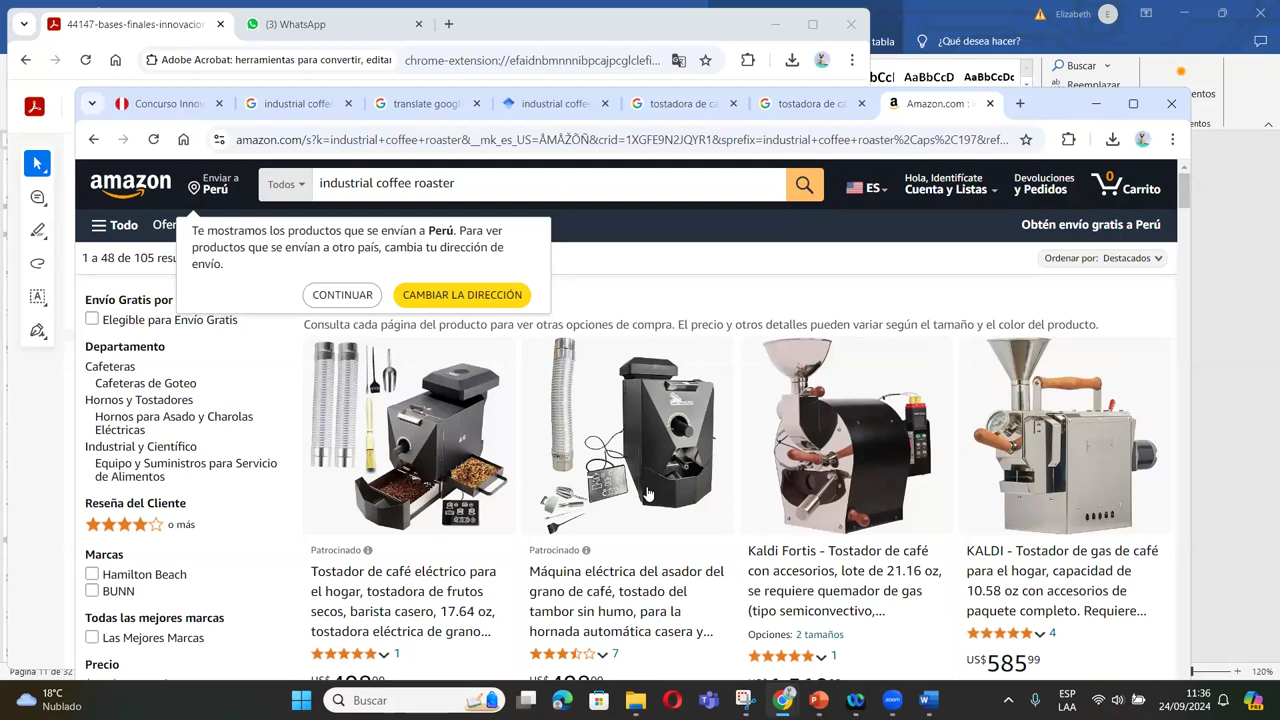 44147-bases-finales-innovacion
(3) WhatsApp
Elizabeth
E
Adobe Acrobat: herramientas para convertir, editar
chrome-extension://efaidnbmnnnibpcajpcglclefi...
tabla
¿Qué desea hacer?
AaBbCcD
AaBbCcDc
Buscar
Reemplazar
Concurso Innov
industrial coffe
translate googl
industrial coffe
tostadora de ca
tostadora de ca
Amazon.com : i
amazon.com/s?k=industrial+coffee+roaster&__mk_es_US=ÅMÅŽÕÑ&crid=1XGFE9N2JQYR1&sprefix=industrial+coffee+roaster%2Caps%2C197&ref...
amazon
Enviar a
Perú
Todos
industrial coffee roaster
ES
Hola, Identifícate
Cuenta y Listas
Devoluciones
y Pedidos
0
Carrito
Todo
Ofer
Obtén envío gratis a Perú
Te mostramos los productos que se envían a Perú. Para ver
productos que se envían a otro país, cambia tu dirección de
envío.
CONTINUAR
CAMBIAR LA DIRECCIÓN
1 a 48 de 105 resu
Ordenar por: Destacados
Envío Gratis por
Elegible para Envío Gratis
Departamento
Cafeteras
Cafeteras de Goteo
Hornos y Tostadores
Hornos para Asado y Charolas
Eléctricas
Industrial y Científico
Equipo y Suministros para Servicio
de Alimentos
Reseña del Cliente
o más
Marcas
Hamilton Beach
BUNN
Todas las mejores marcas
Las Mejores Marcas
Precio
Consulta cada página del producto para ver otras opciones de compra. El precio y otros detalles pueden variar según el tamaño y el color del producto.
Patrocinado
Tostador de café eléctrico para
el hogar, tostadora de frutos
secos, barista casero, 17.64 oz,
tostadora eléctrica de grano...
1
Patrocinado
Máquina eléctrica del asador del
grano de café, tostado del
tambor sin humo, para la
hornada automática casera y...
7
Kaldi Fortis - Tostador de café
con accesorios, lote de 21.16 oz,
se requiere quemador de gas
(tipo semiconvectivo,...
Opciones: 2 tamaños
1
KALDI - Tostador de gas de café
para el hogar, capacidad de
10.58 oz con accesorios de
paquete completo. Requiere...
4
US$585⁹⁹
Página 11 de 32
120%
18°C
Nublado
Buscar
ESP
LAA
11:36
24/09/2024